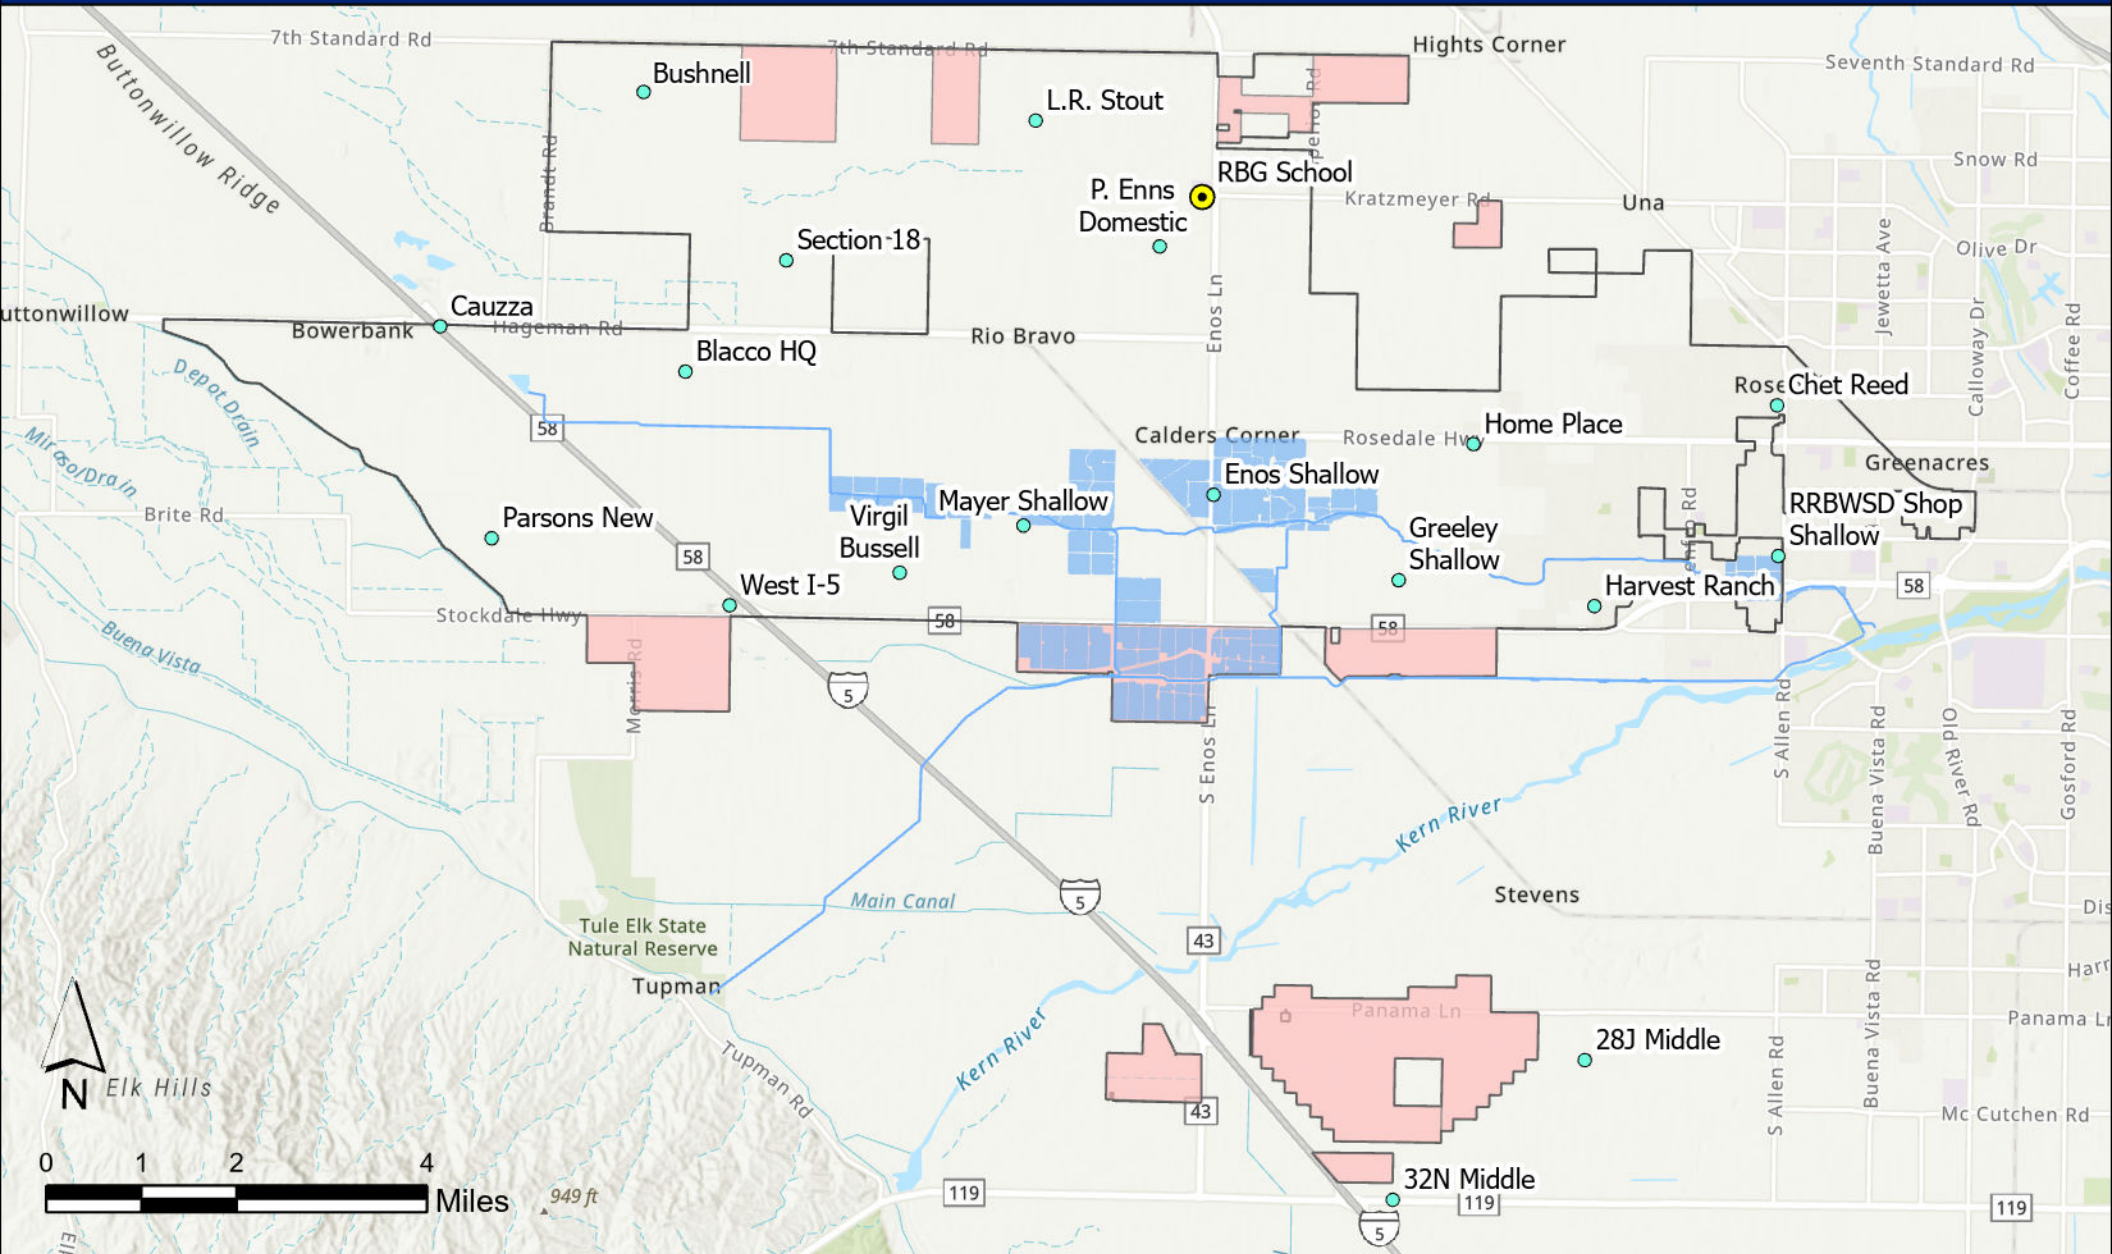 7th Standard Rd
7th Standard Rd
Hights Corner
Seventh Standard Rd
Buttonwillow Ridge
Bushnell
L.R. Stout
Snow Rd
Brandt Rd
RBG School
P. Enns
Domestic
Kratzmeyer Rd
Una
Olive Dr
Jewetta Ave
Section 18
Calloway Dr
Coffee Rd
Enos Ln
Cauzza
uttonwillow
Bowerbank
Hageman Rd
Rio Bravo
Blacco HQ
Depot Drain
Chet Reed
58
Calders Corner
Rosedale Hwy
Home Place
Greenacres
Enos Shallow
Mayer Shallow
RRBWSD Shop
Shallow
Brite Rd
Parsons New
Virgil
Bussell
Greeley
Shallow
58
West I-5
Harvest Ranch
58
Stockdale Hwy
58
58
Buena Vista
Morris Rd
5
S Enos Ln
S Allen Rd
Buena Vista Rd
Old River Rd
Gosford Rd
Kern River
Main Canal
5
Stevens
Tule Elk State
Natural Reserve
43
Tupman
Panama Ln
Panama Ln
Kern River
28J Middle
Tupman Rd
S Allen Rd
Buena Vista Rd
N
Elk Hills
43
Mc Cutchen Rd
0 1 2 4
Miles
949 ft
119
32N Middle
119
119
5